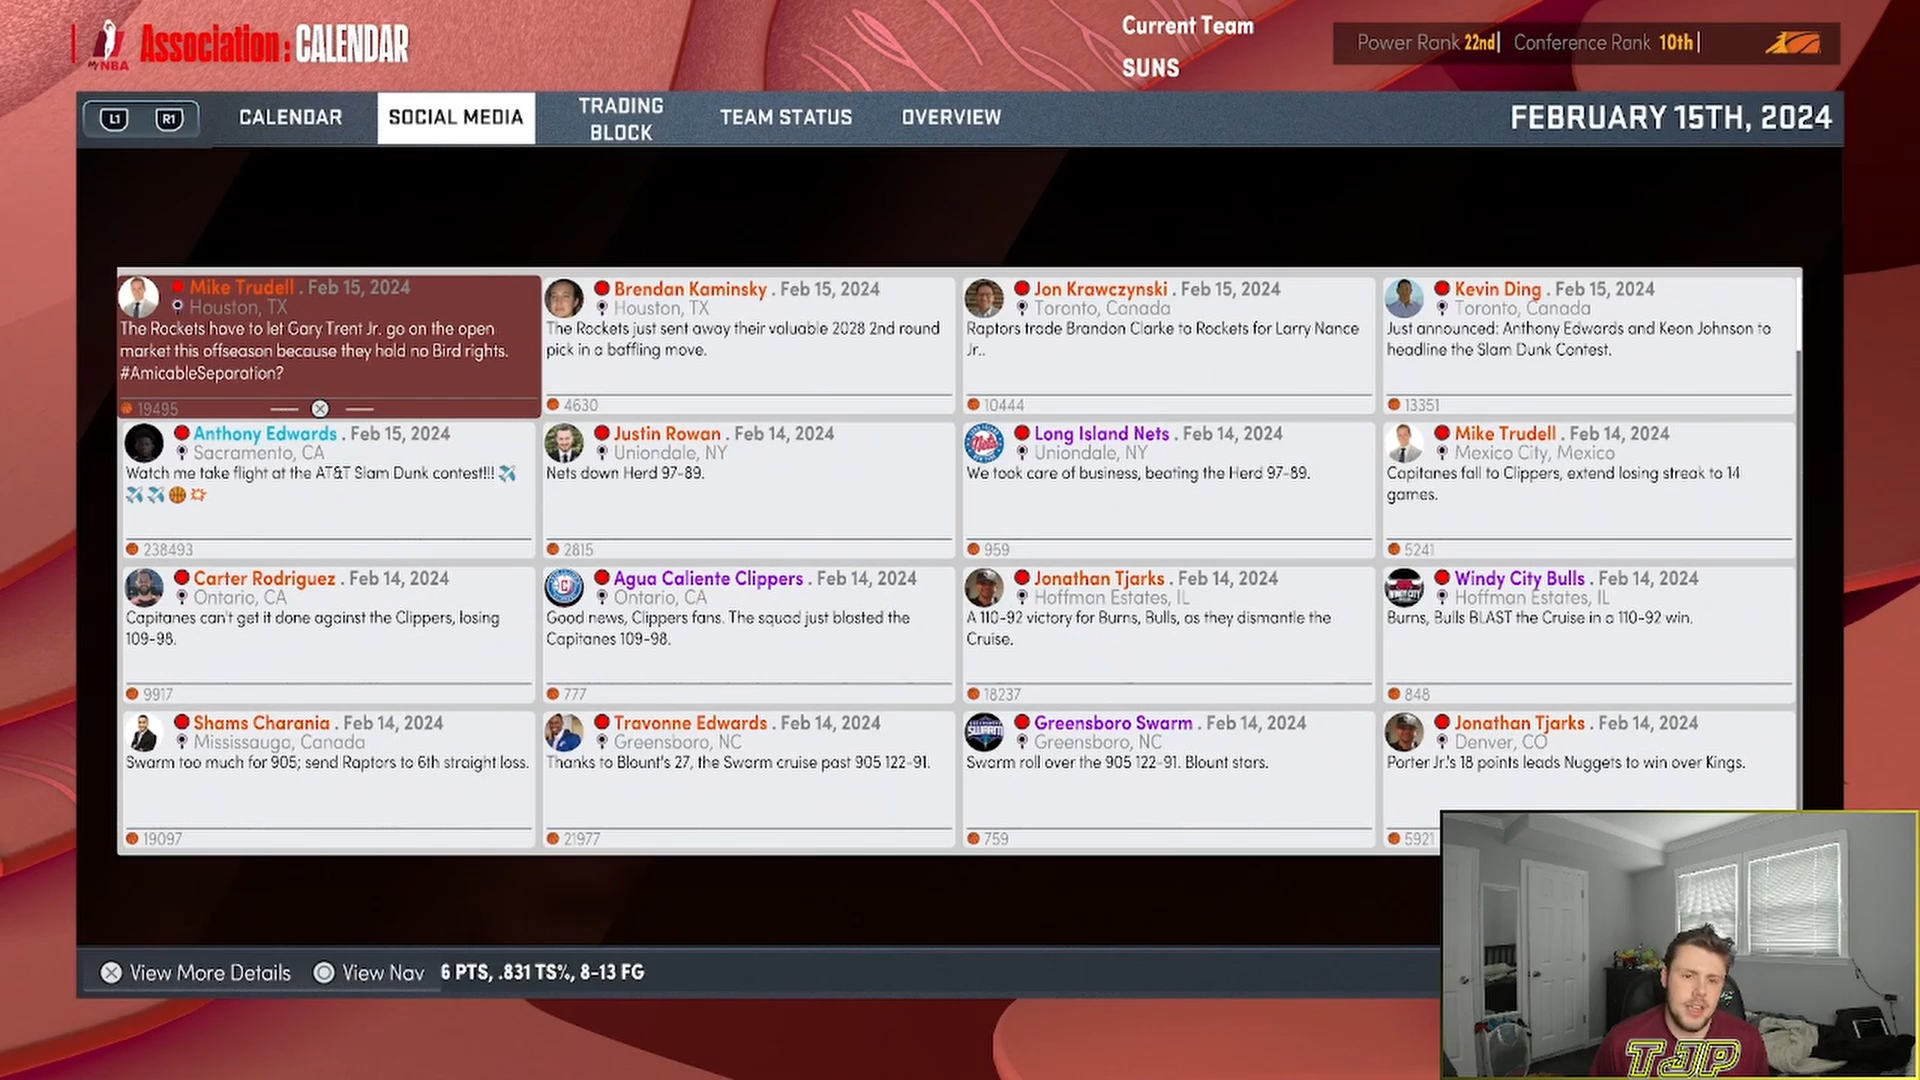 MyNBA
Association: CALENDAR
Current Team
SUNS
Power Rank 22nd| Conference Rank 10th |
L1 R1
CALENDAR
SOCIAL MEDIA
TRADING
BLOCK
TEAM STATUS
OVERVIEW
FEBRUARY 15TH, 2024
Mike Trudell . Feb 15, 2024
Houston, TX
The Rockets have to let Gary Trent Jr. go on the open
market this offseason because they hold no Bird rights.
#AmicableSeparation?
19495
Brendan Kaminsky . Feb 15, 2024
Houston, TX
The Rockets just sent away their valuable 2028 2nd round
pick in a baffling move.
4630
Jon Krawczynski . Feb 15, 2024
Toronto, Canada
Raptors trade Brandon Clarke to Rockets for Larry Nance
Jr..
10444
Kevin Ding . Feb 15, 2024
Toronto, Canada
Just announced: Anthony Edwards and Keon Johnson to
headline the Slam Dunk Contest.
13351
Anthony Edwards . Feb 15, 2024
Sacramento, CA
Watch me take flight at the AT&T Slam Dunk contest!!!
238493
Justin Rowan . Feb 14, 2024
Uniondale, NY
Nets down Herd 97-89.
2815
Long Island Nets . Feb 14, 2024
Uniondale, NY
We took care of business, beating the Herd 97-89.
959
Mike Trudell . Feb 14, 2024
Mexico City, Mexico
Capitanes fall to Clippers, extend losing streak to 14
games.
5241
Carter Rodriguez . Feb 14, 2024
Ontario, CA
Capitanes can't get it done against the Clippers, losing
109-98.
9917
Agua Caliente Clippers . Feb 14, 2024
Ontario, CA
Good news, Clippers fans. The squad just blasted the
Capitanes 109-98.
777
Jonathan Tjarks . Feb 14, 2024
Hoffman Estates, IL
A 110-92 victory for Burns, Bulls, as they dismantle the
Cruise.
18237
Windy City Bulls . Feb 14, 2024
Hoffman Estates, IL
Burns, Bulls BLAST the Cruise in a 110-92 win.
848
Shams Charania . Feb 14, 2024
Mississauga, Canada
Swarm too much for 905; send Raptors to 6th straight loss.
19097
Travonne Edwards . Feb 14, 2024
Greensboro, NC
Thanks to Blount's 27, the Swarm cruise past 905 122-91.
21977
Greensboro Swarm . Feb 14, 2024
Greensboro, NC
Swarm roll over the 905 122-91. Blount stars.
759
Jonathan Tjarks . Feb 14, 2024
Denver, CO
Porter Jr.'s 18 points leads Nuggets to win over Kings.
5921
View More Details
View Nav
6 PTS, .831 TS%, 8-13 FG
TJP